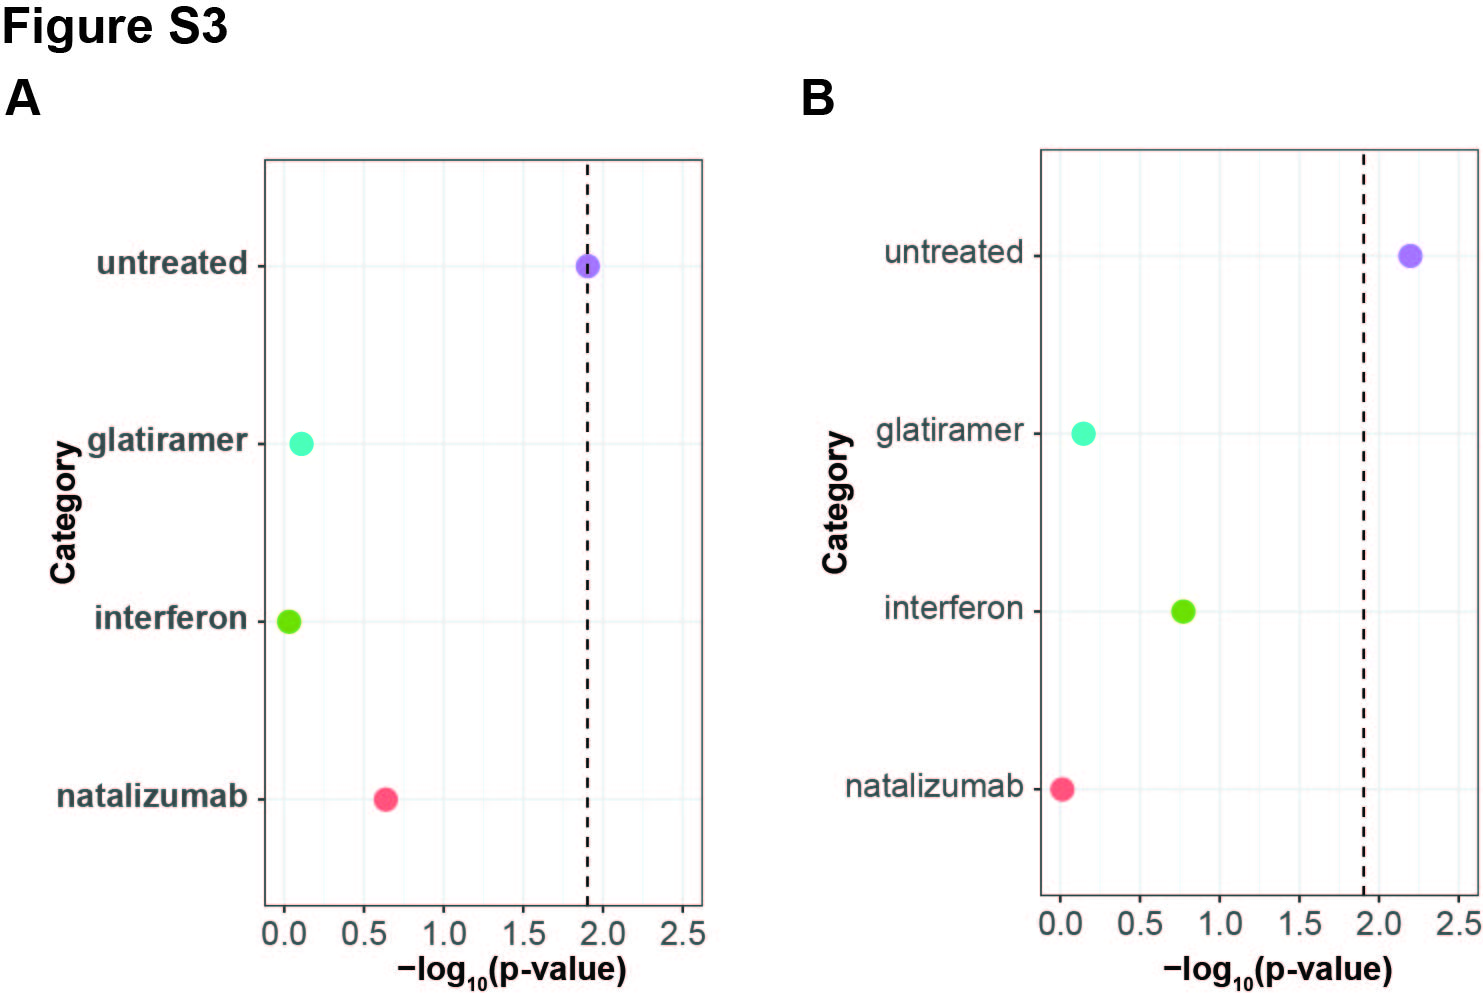 Figure S3
A
untreated
glatiramer
interferon
natalizumab
Category
0.0 0.5 1.0 1.5 2.0 2.5
−log10(p-value)
B
untreated
glatiramer
interferon
natalizumab
Category
0.0 0.5 1.0 1.5 2.0 2.5
−log10(p-value)